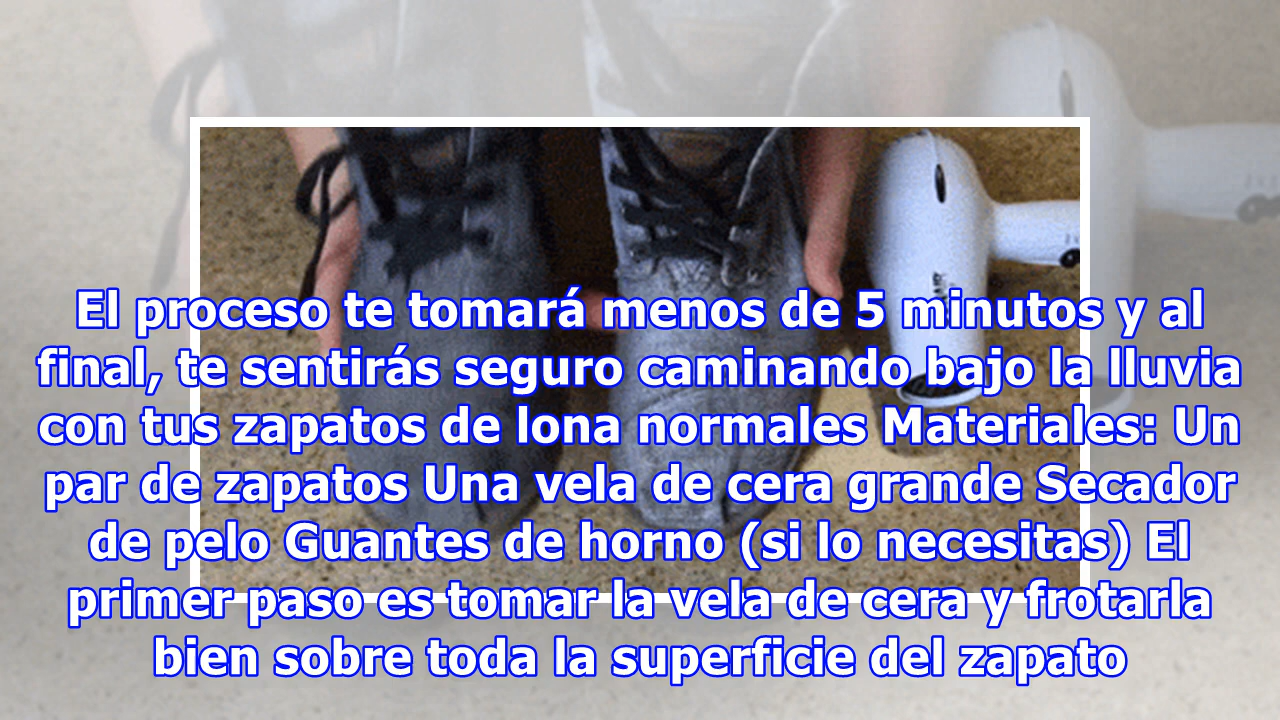 El proceso te tomará menos de 5 minutos y al
final, te sentirás seguro caminando bajo la lluvia
con tus zapatos de lona normales Materiales: Un
par de zapatos Una vela de cera grande Secador
de pelo Guantes de horno (si lo necesitas) El
primer paso es tomar la vela de cera y frotarla
bien sobre toda la superficie del zapato